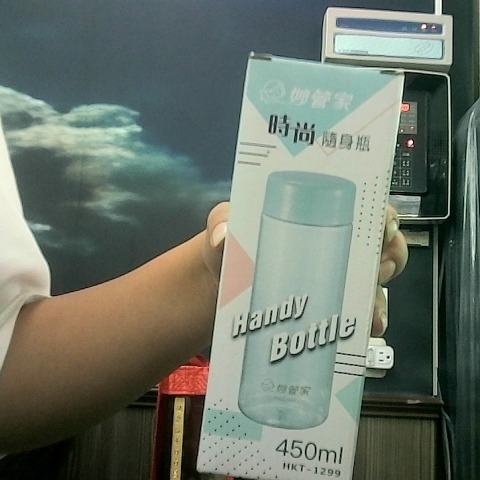 妙管家
時尚 隨身瓶
Handy
Bottle
妙管家
450ml
HKT-1299